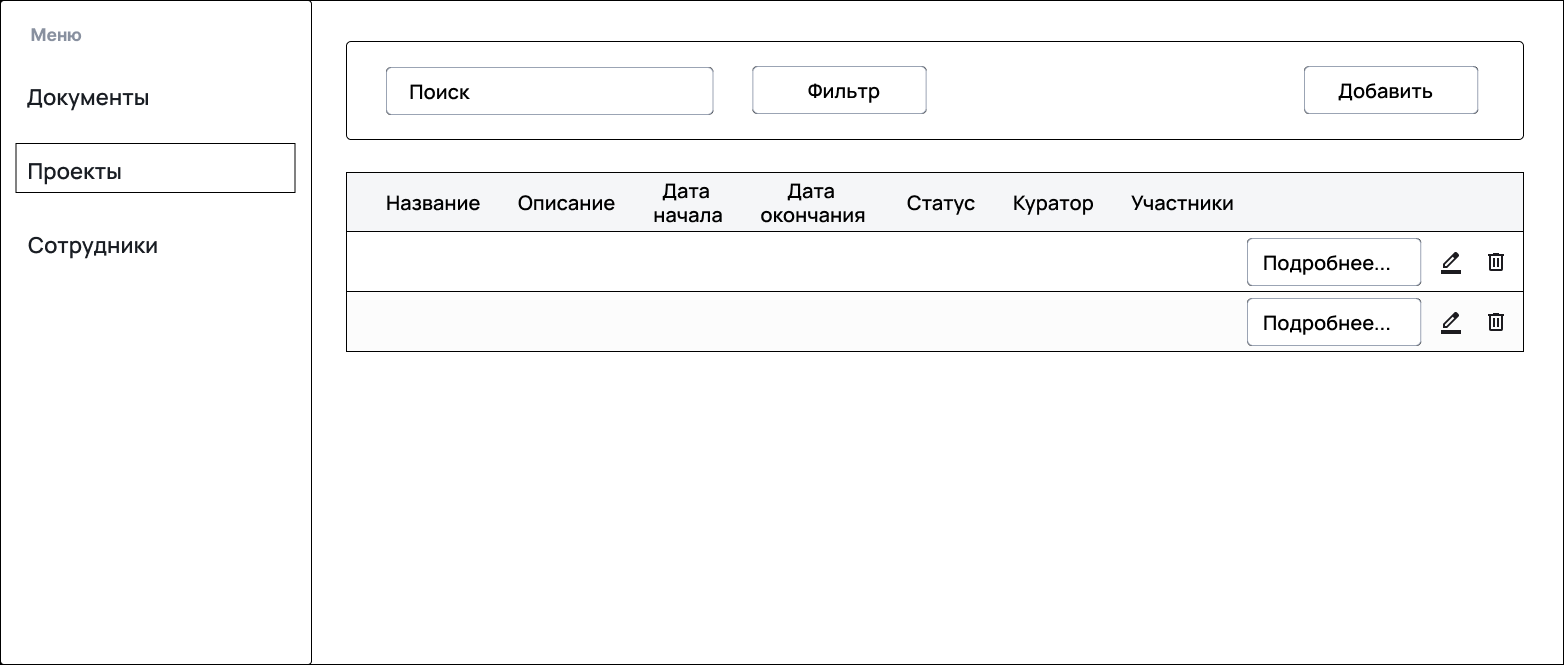 Меню
Документы
Проекты
Сотрудники
Поиск
Фильтр
Добавить
Название
Описание
Дата
начала
Дата
окончания
Статус
Куратор
Участники
Подробнее...
Подробнее...